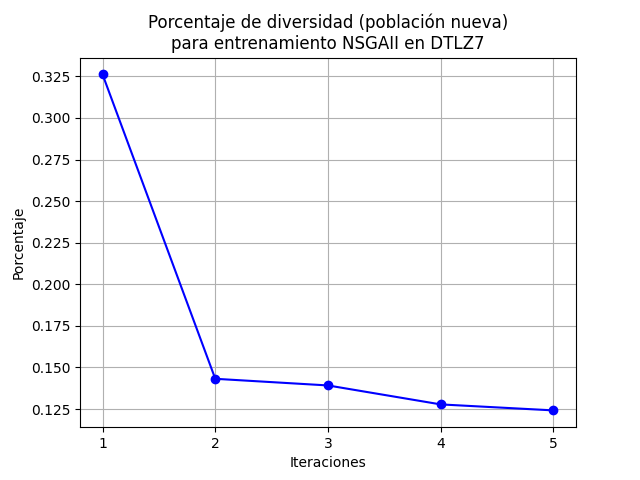 Porcentaje de diversidad (población nueva)
para entrenamiento NSGAII en DTLZ7
Porcentaje
0.325
0.300
0.275
0.250
0.225
0.200
0.175
0.150
0.125
1 2 3 4 5
Iteraciones